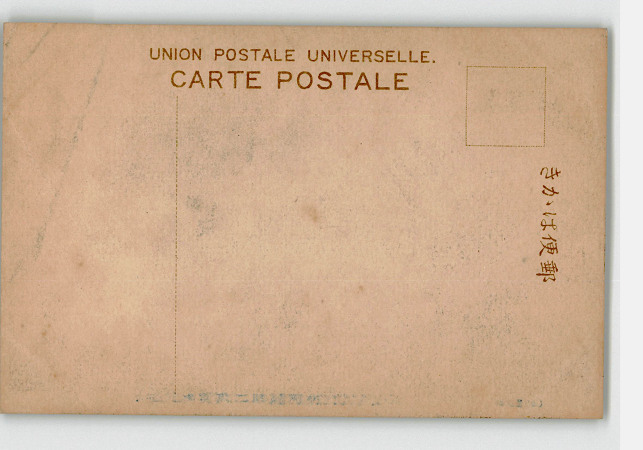 UNION POSTALE UNIVERSELLE.
CARTE POSTALE
郵便はがき